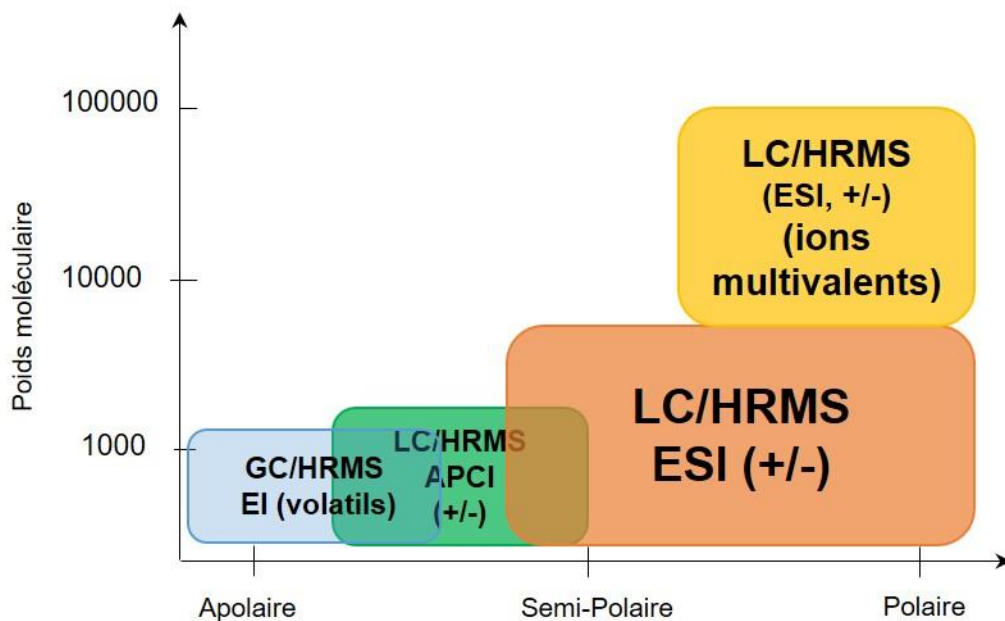 Poids moléculaire
100000
10000
1000
LC/HRMS
(ESI, +/-)
(ions
multivalents)
LC/HRMS
ESI (+/-)
LC/HRMS
APCI
(+/-)
GC/HRMS
EI (volatils)
Apolaire
Semi-Polaire
Polaire